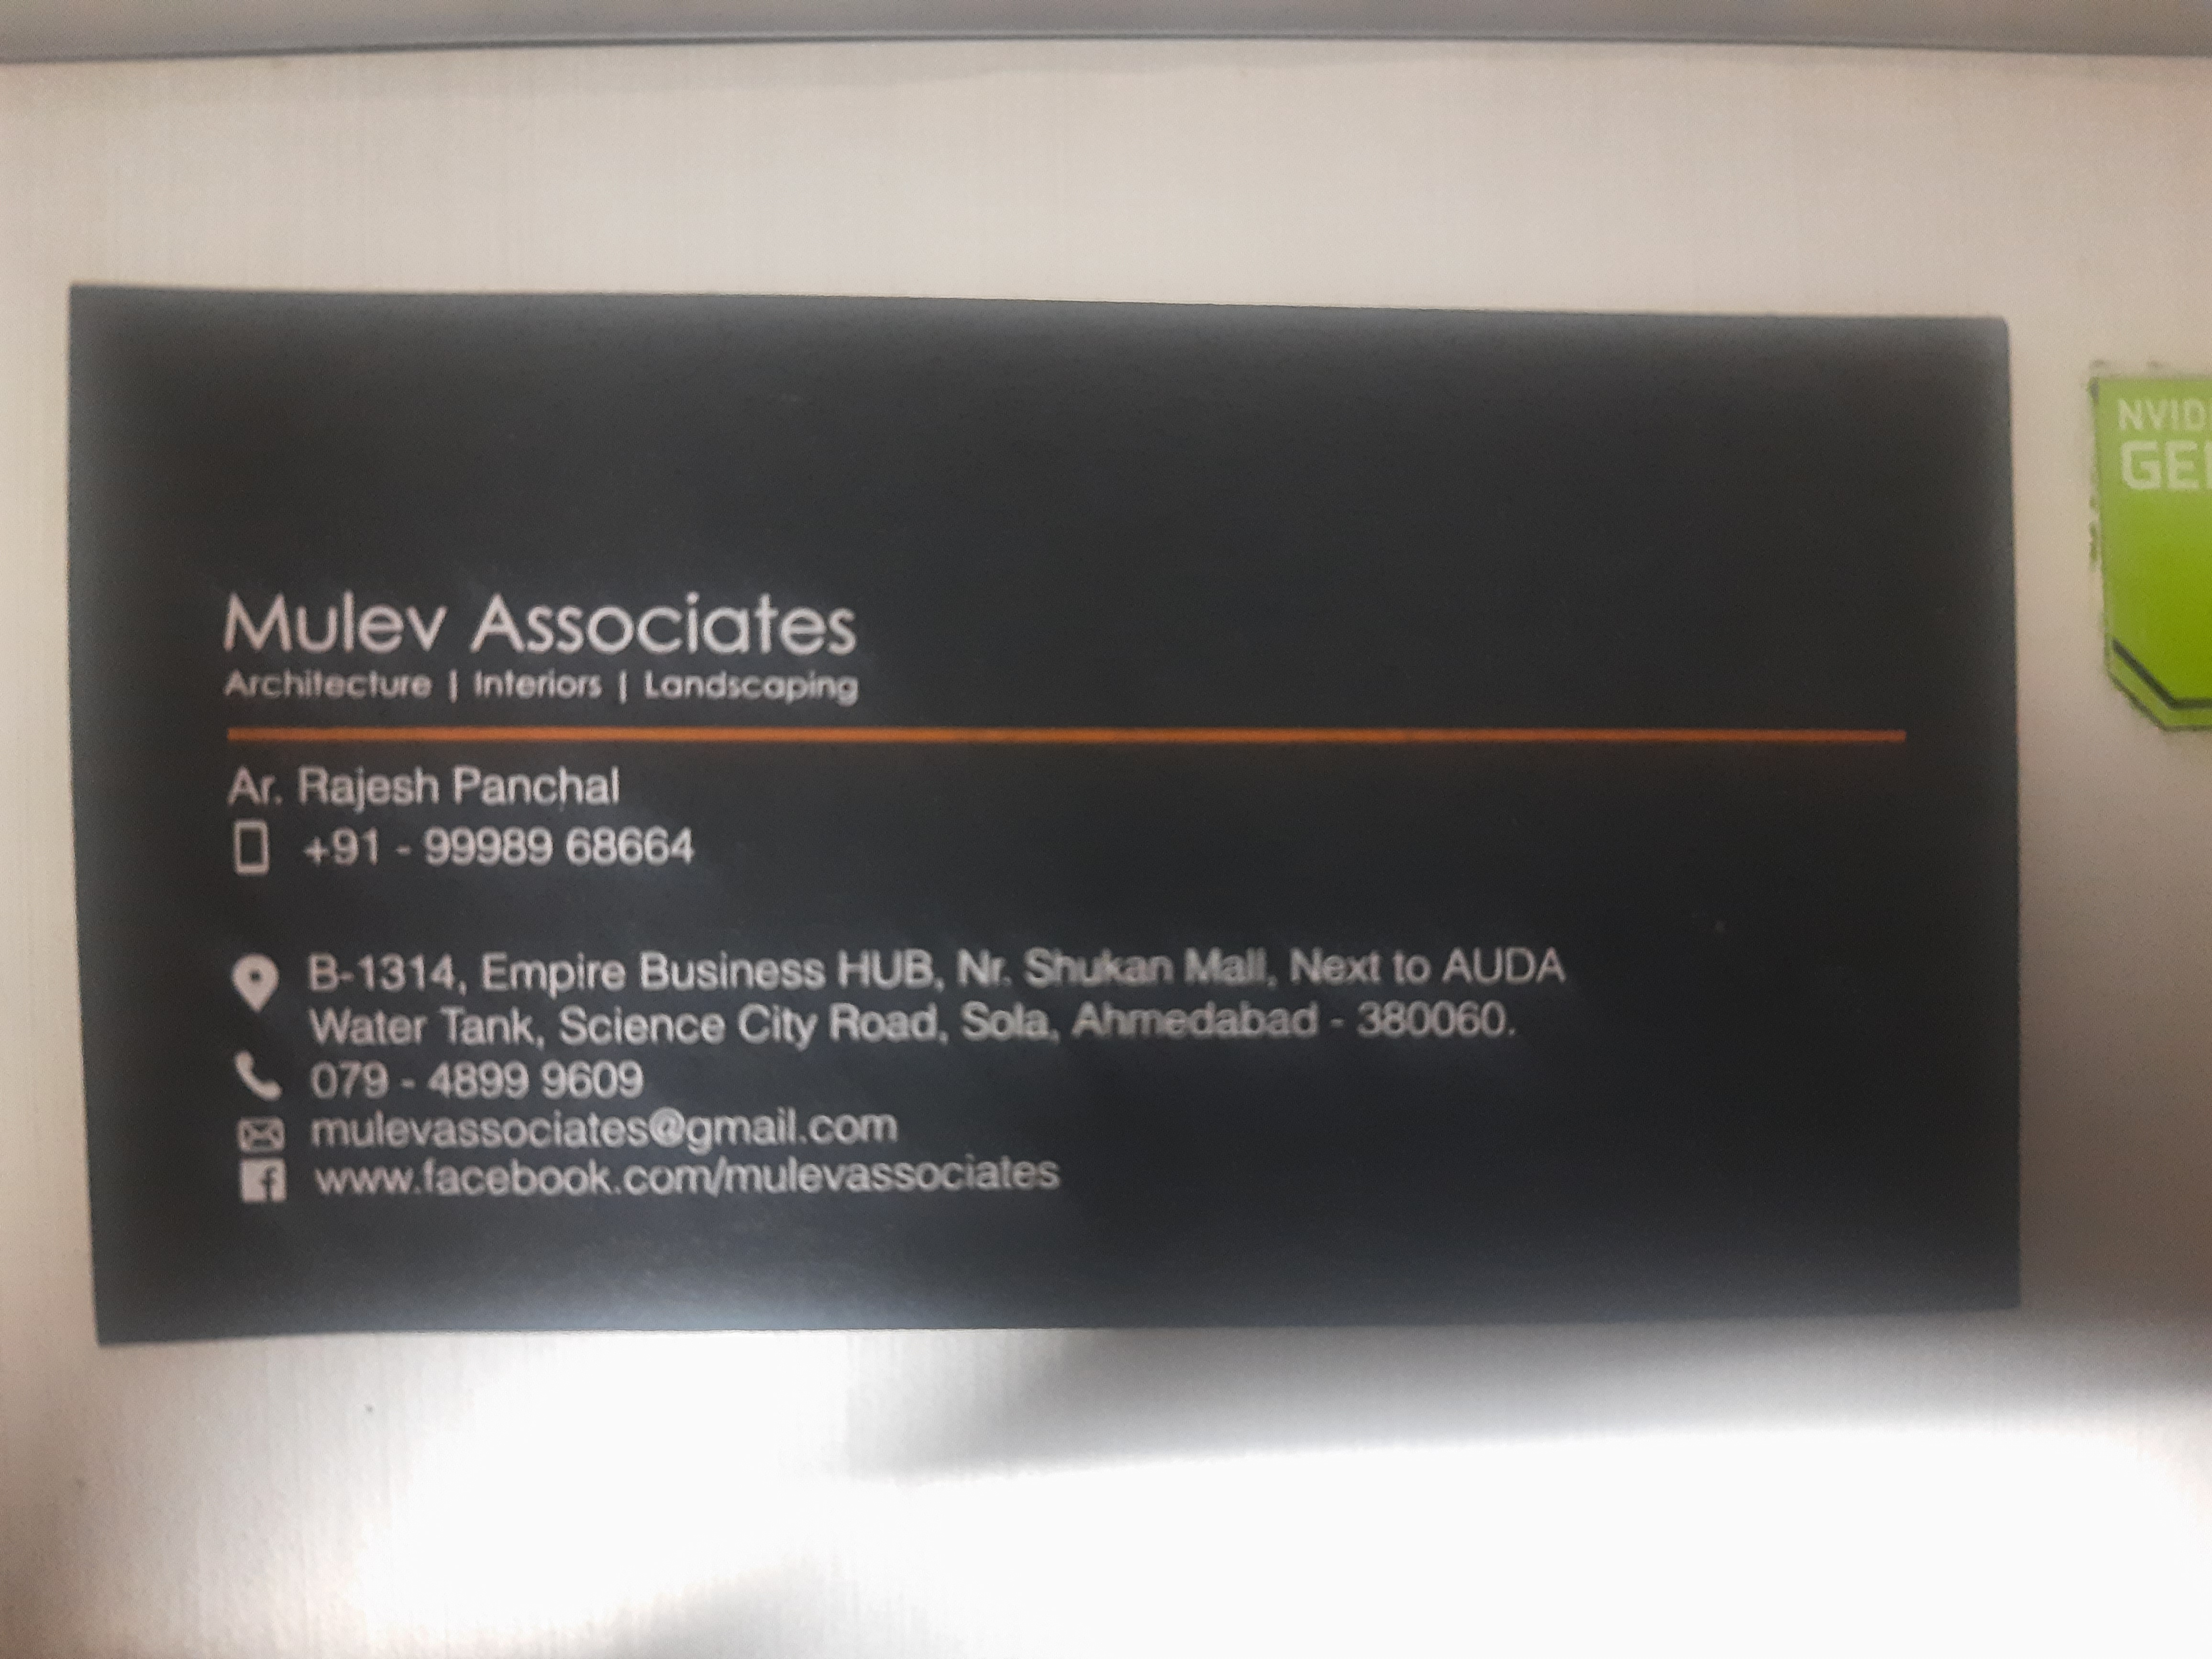 Mulev Associates
Architecture | Interiors | Landscaping
Ar. Rajesh Panchal
+91 - 99989 68664
B-1314, Empire Business HUB, Nr. Shukan Mall, Next to AUDA
Water Tank, Science City Road, Sola, Ahmedabad - 380060.
079 - 4899 9609
mulevassociates@gmail.com
f www.facebook.com/mulevassociates
NVID
GE